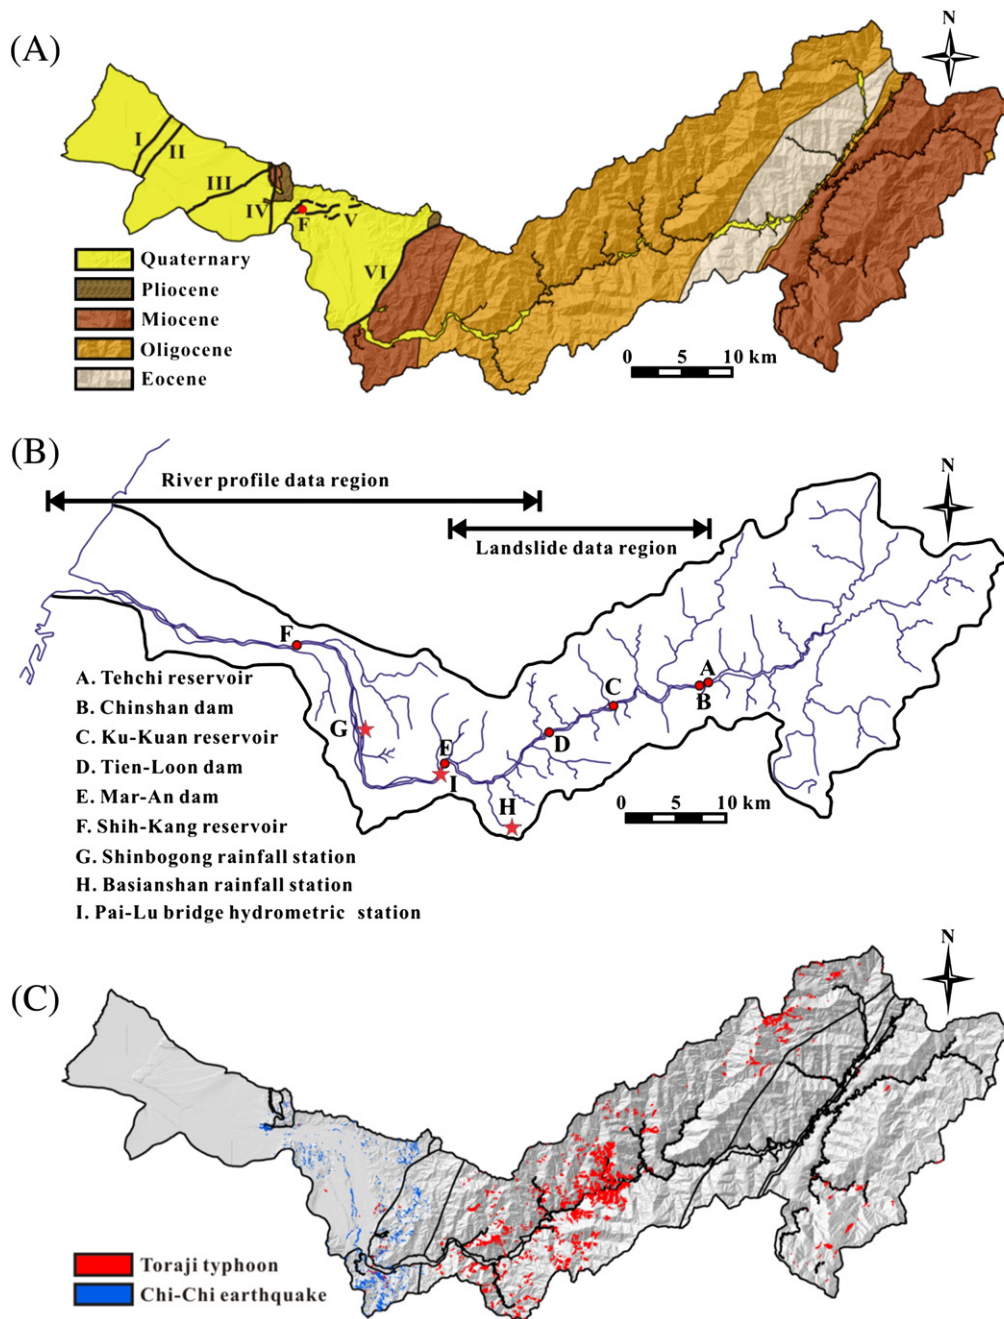 (A)
N
I
II
III
IV
F
V
VI
Quaternary
Pliocene
Miocene
Oligocene
Eocene
0 5 10 km
(B)
River profile data region
N
Landslide data region
F
A
B
C
G
E
D
I
H
A. Tehchi reservoir
B. Chinshan dam
C. Ku-Kuan reservoir
D. Tien-Loon dam
E. Mar-An dam
F. Shih-Kang reservoir
G. Shinbogong rainfall station
H. Basianshan rainfall station
I. Pai-Lu bridge hydrometric station
0 5 10 km
(C)
N
Toraji typhoon
Chi-Chi earthquake